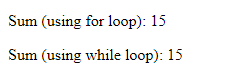 Sum (using for loop): 15
Sum (using while loop): 15